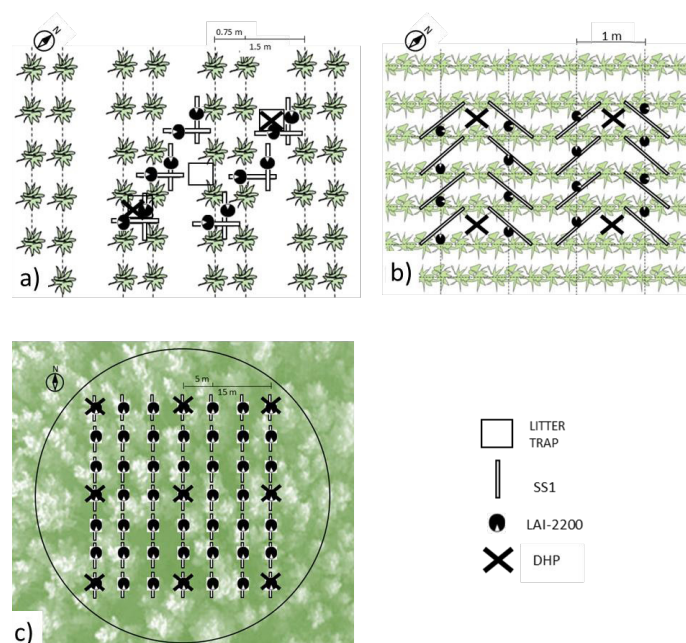 N
0.75 m
1.5 m
a)
N
1 m
b)
N
5 m
15 m
c)
LITTER
TRAP
SS1
LAI-2200
DHP